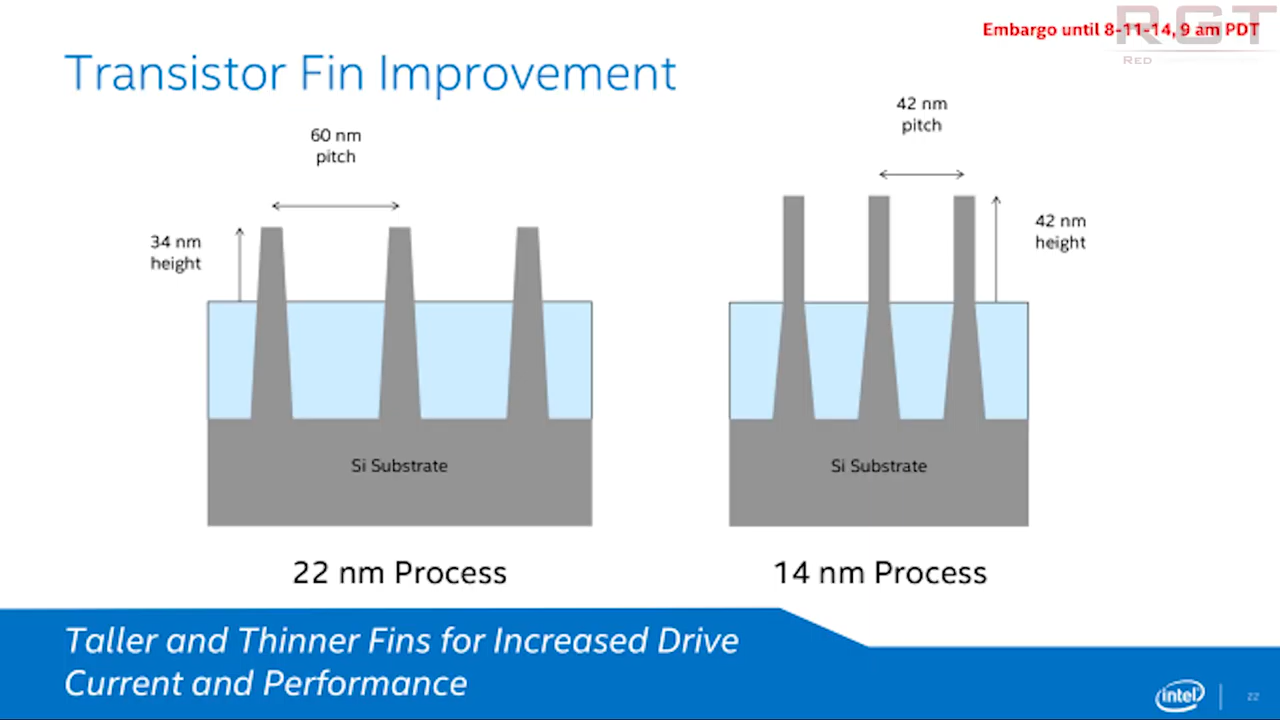 Embargo until 8-11-14, 9 am PDT
RGT
RED
Transistor Fin Improvement
60 nm
pitch
42 nm
pitch
34 nm
height
42 nm
height
Si Substrate
Si Substrate
22 nm Process
14 nm Process
Taller and Thinner Fins for Increased Drive
Current and Performance
intel
22